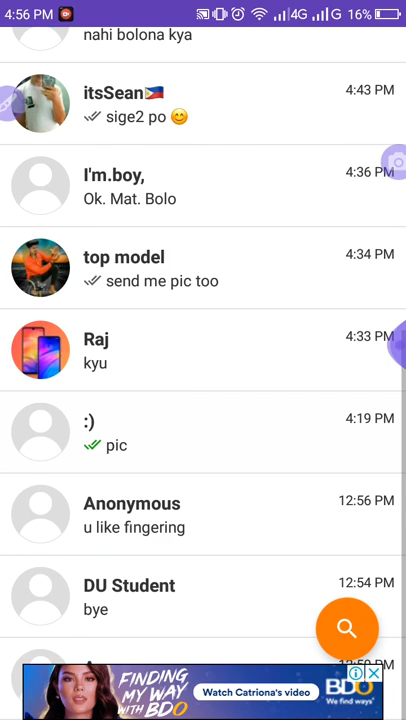 4:56 PM
4G
G
16%
nahi bolona kya
itsSean🇵🇭
4:43 PM
sige2 po 😊
I'm.boy,
4:36 PM
Ok. Mat. Bolo
top model
4:34 PM
send me pic too
Raj
4:33 PM
kyu
:)
4:19 PM
pic
Anonymous
12:56 PM
u like fingering
DU Student
12:54 PM
bye
FINDING
MY WAY
WITH BDO
Watch Catriona's video
BDO
We find ways®